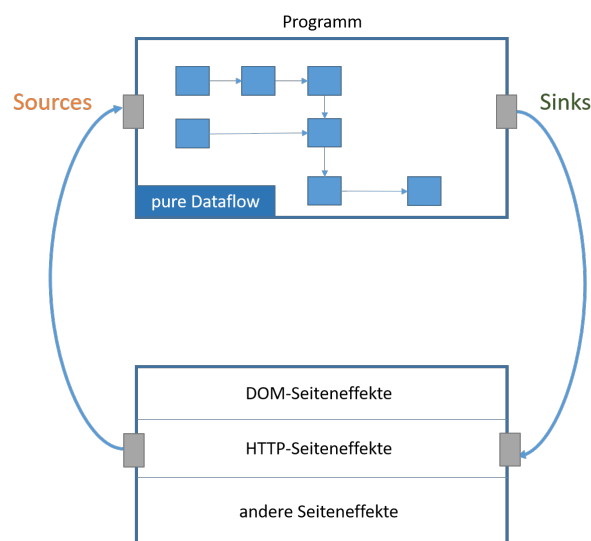 Programm
Sources
Sinks
pure Dataflow
DOM-Seiteneffekte
HTTP-Seiteneffekte
andere Seiteneffekte